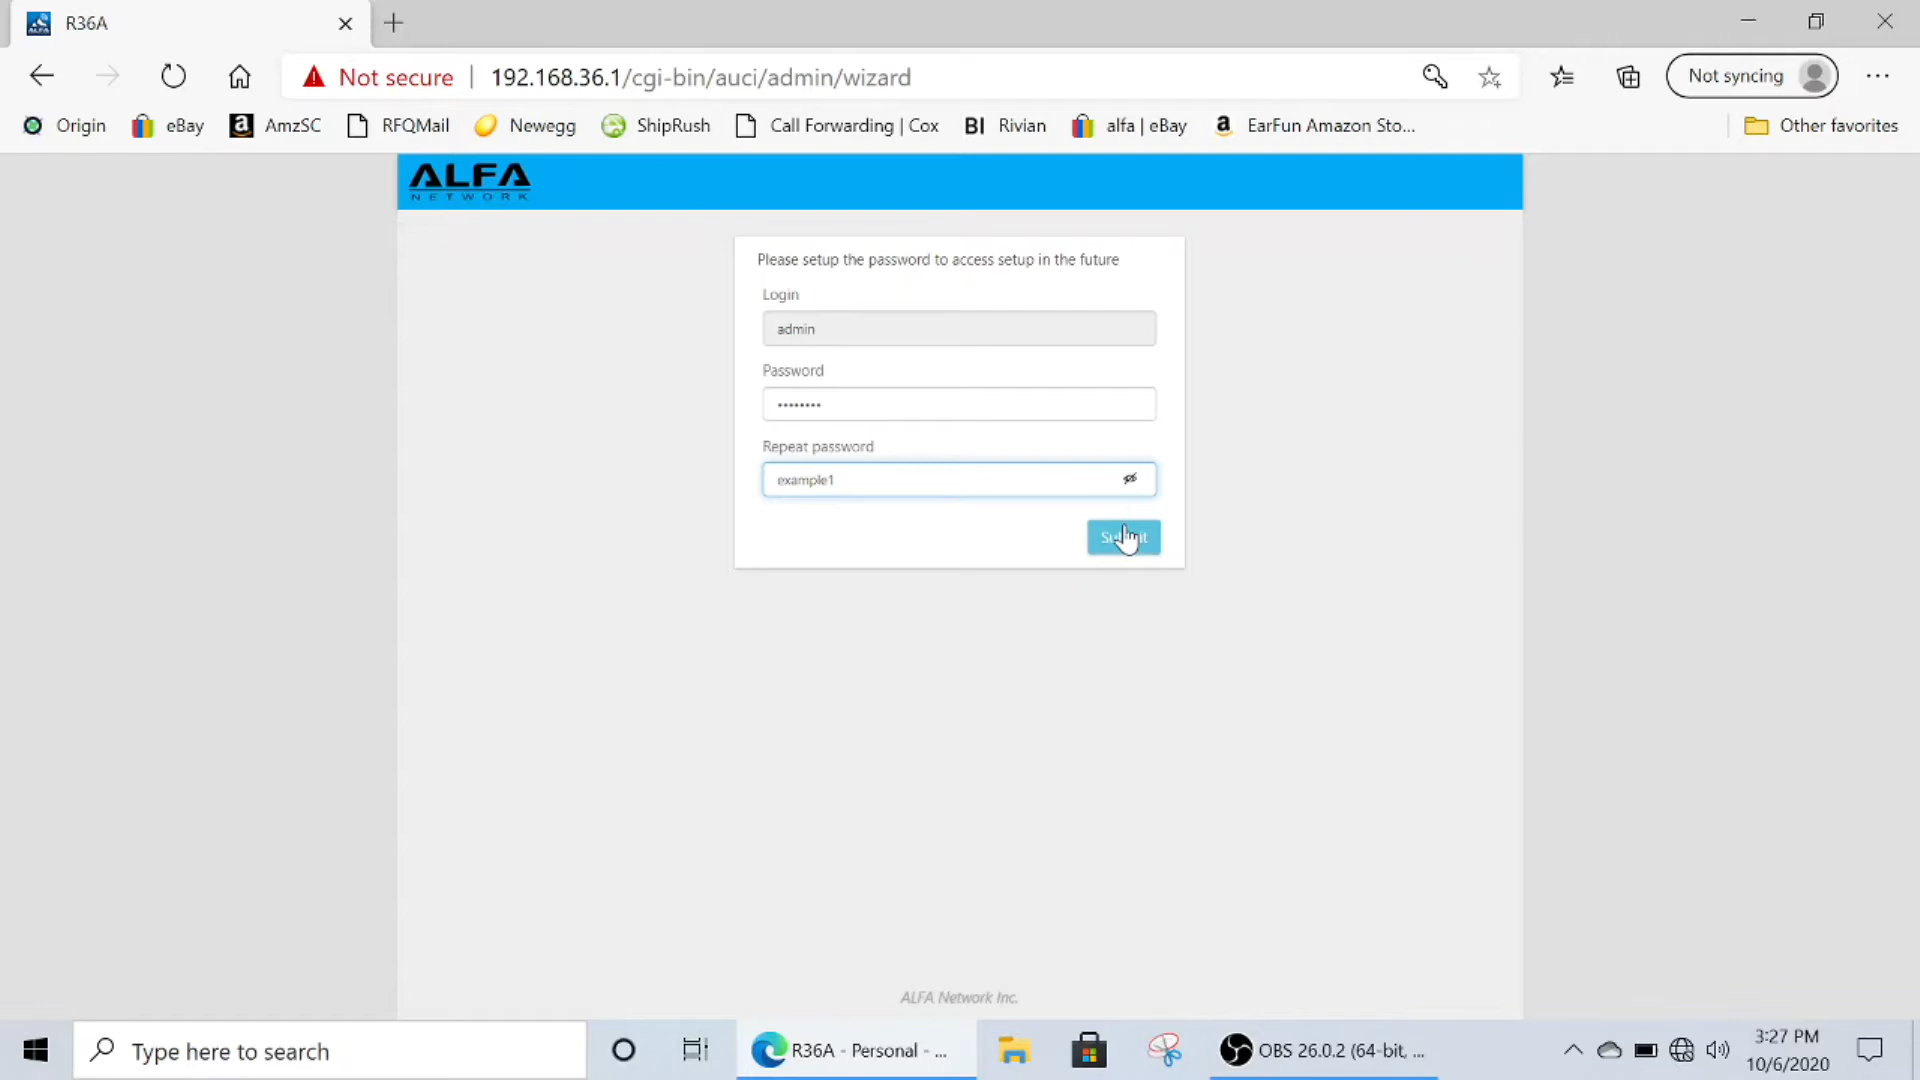 R36A
Not secure 192.168.36.1/cgi-bin/auci/admin/wizard Not syncing
Origin eBay AmzSC RFQMail Newegg ShipRush Call Forwarding | Cox BI Rivian alfa | eBay EarFun Amazon Sto... Other favorites
ALFA
NETWORK
Please setup the password to access setup in the future
Login
admin
Password
••••••••
Repeat password
example1
ALFA Network Inc.
Type here to search R36A - Personal - ... OBS 26.0.2 (64-bit, ... 3:27 PM
10/6/2020